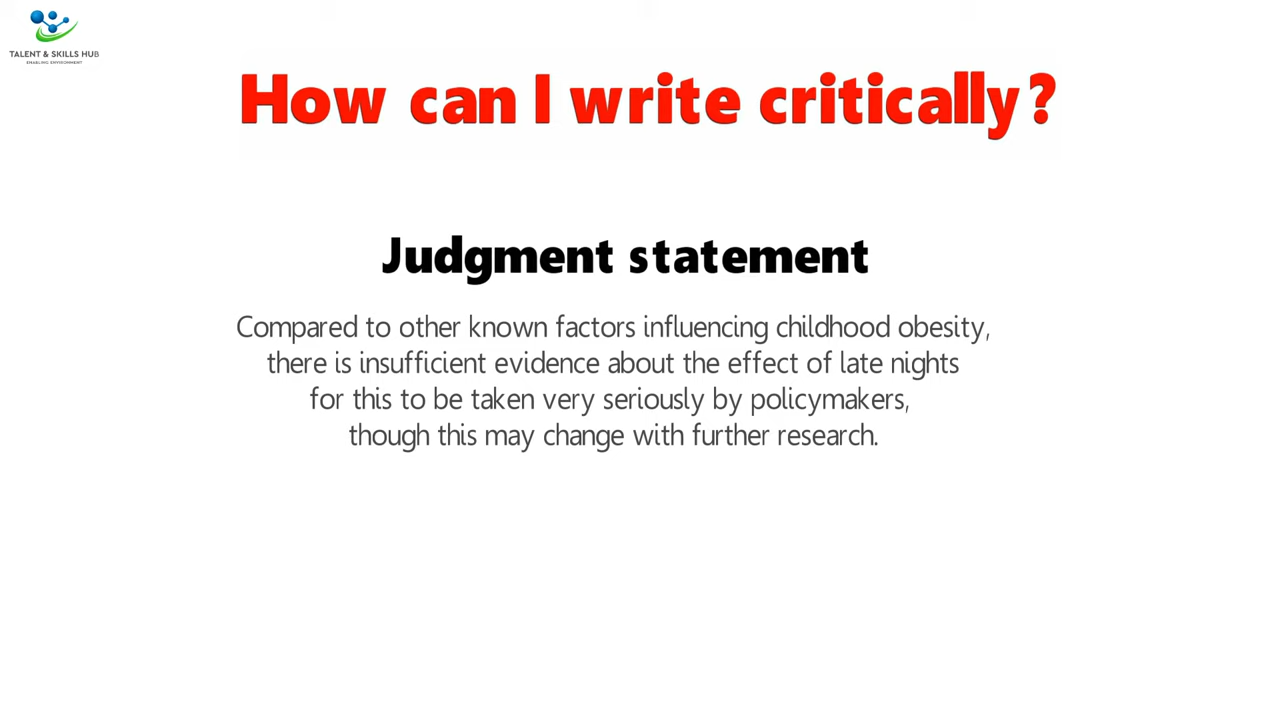 TALENT & SKILLS HUB
ENABLING ENVIRONMENT
How can I write critically?
Judgment statement
Compared to other known factors influencing childhood obesity,
there is insufficient evidence about the effect of late nights
for this to be taken very seriously by policymakers,
though this may change with further research.